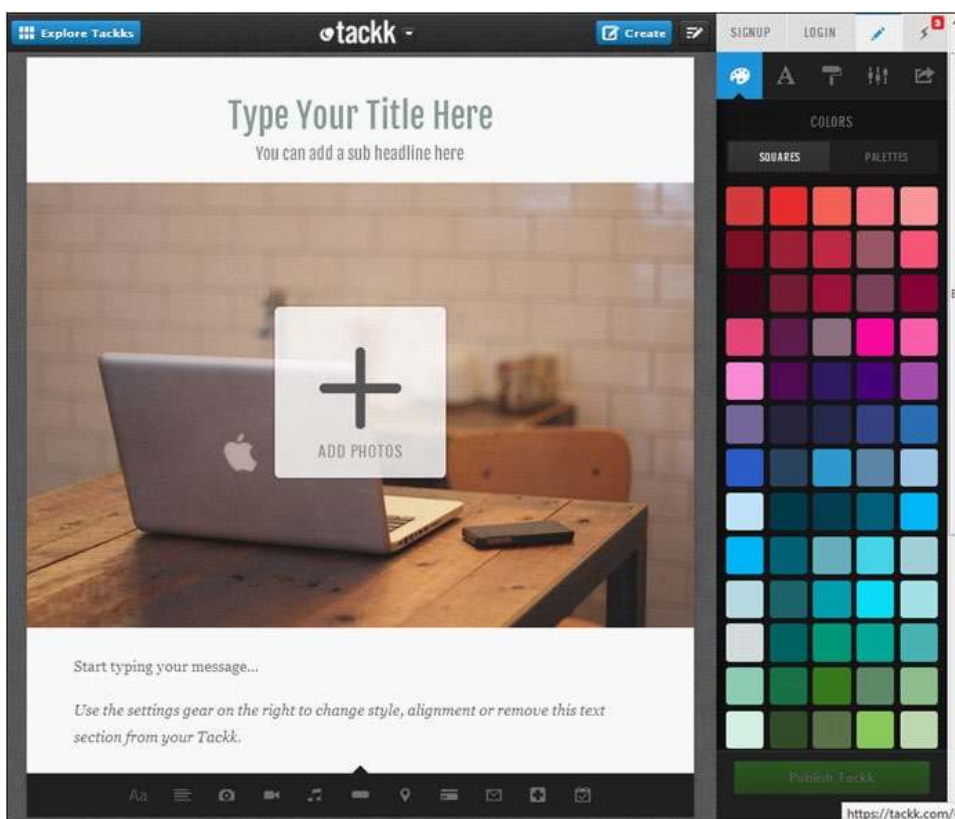 Explore Tackks
tackk
Create
SIGNUP
LOGIN
3
Type Your Title Here
You can add a sub headline here
A
COLORS
SQUARES
PALETTES
ADD PHOTOS
Start typing your message...
Use the settings gear on the right to change style, alignment or remove this text
section from your Tackk.
Aa
Publish Tackk
https://tackk.com/